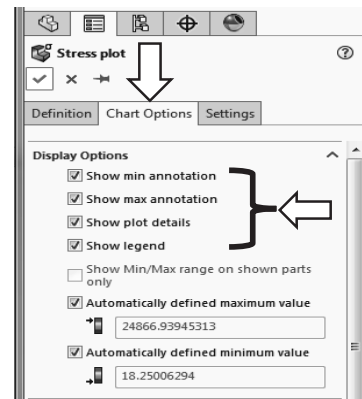 Stress plot
?
Definition
Chart Options
Settings
Display Options
Show min annotation
Show max annotation
Show plot details
Show legend
Show Min/Max range on shown parts
only
Automatically defined maximum value
24866.93945313
Automatically defined minimum value
18.25006294